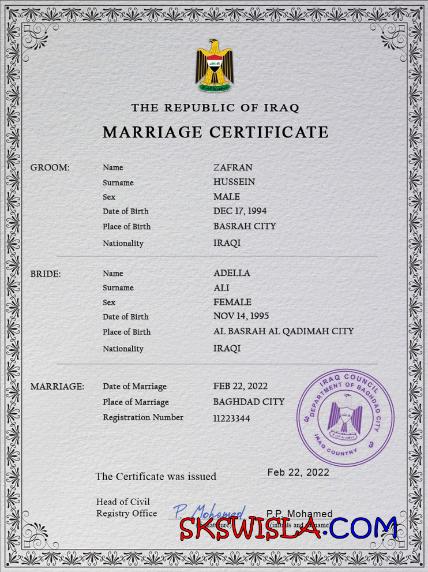 THE REPUBLIC OF IRAQ
MARRIAGE CERTIFICATE
GROOM: Name ZAFRAN
Surname HUSSEIN
Sex MALE
Date of Birth DEC 17, 1994
Place of Birth BASRAH CITY
Nationality IRAQI
BRIDE: Name ADELLA
Surname ALI
Sex FEMALE
Date of Birth NOV 14, 1995
Place of Birth AL BASRAH AL QADIMAH CITY
Nationality IRAQI
MARRIAGE: Date of Marriage FEB 22, 2022
Place of Marriage BAGHDAD CITY
Registration Number 11223344
IRAQ COUNCIL
DEPARTMENT OF BAGHDAD CITY
IRAQ COUNTRY
The Certificate was issued Feb 22, 2022
Head of Civil
Registry Office P. Mohamed P.P. Mohamed
SKSWISLA.COM